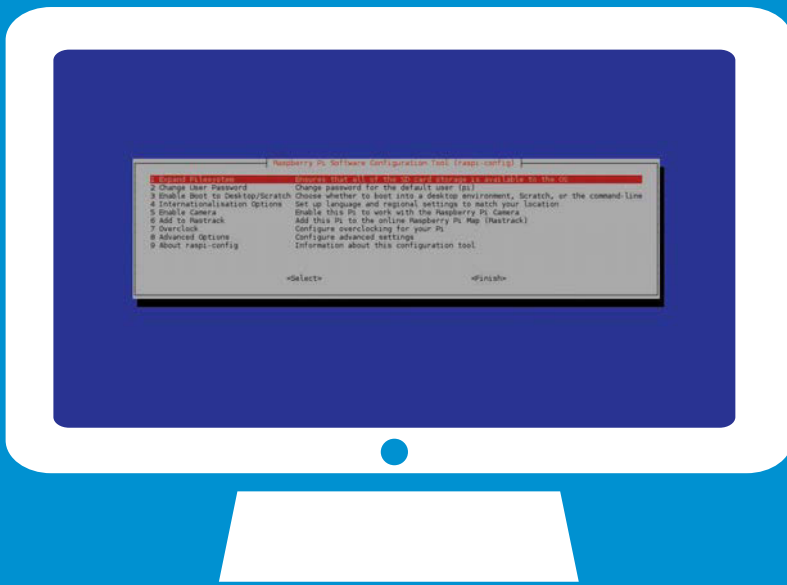 Raspberry Pi Software Configuration Tool (raspi-config)
1 Expand Filesystem Ensures that all of the SD card storage is available to the OS
2 Change User Password Change password for the default user (pi)
3 Enable Boot to Desktop/Scratch Choose whether to boot into a desktop environment, Scratch, or the command-line
4 Internationalisation Options Set up language and regional settings to match your location
5 Enable Camera Enable this Pi to work with the Raspberry Pi Camera
6 Add to Rastrack Add this Pi to the online Raspberry Pi Map (Rastrack)
7 Overclock Configure overclocking for your Pi
8 Advanced Options Configure advanced settings
9 About raspi-config Information about this configuration tool
<Select> <Finish>